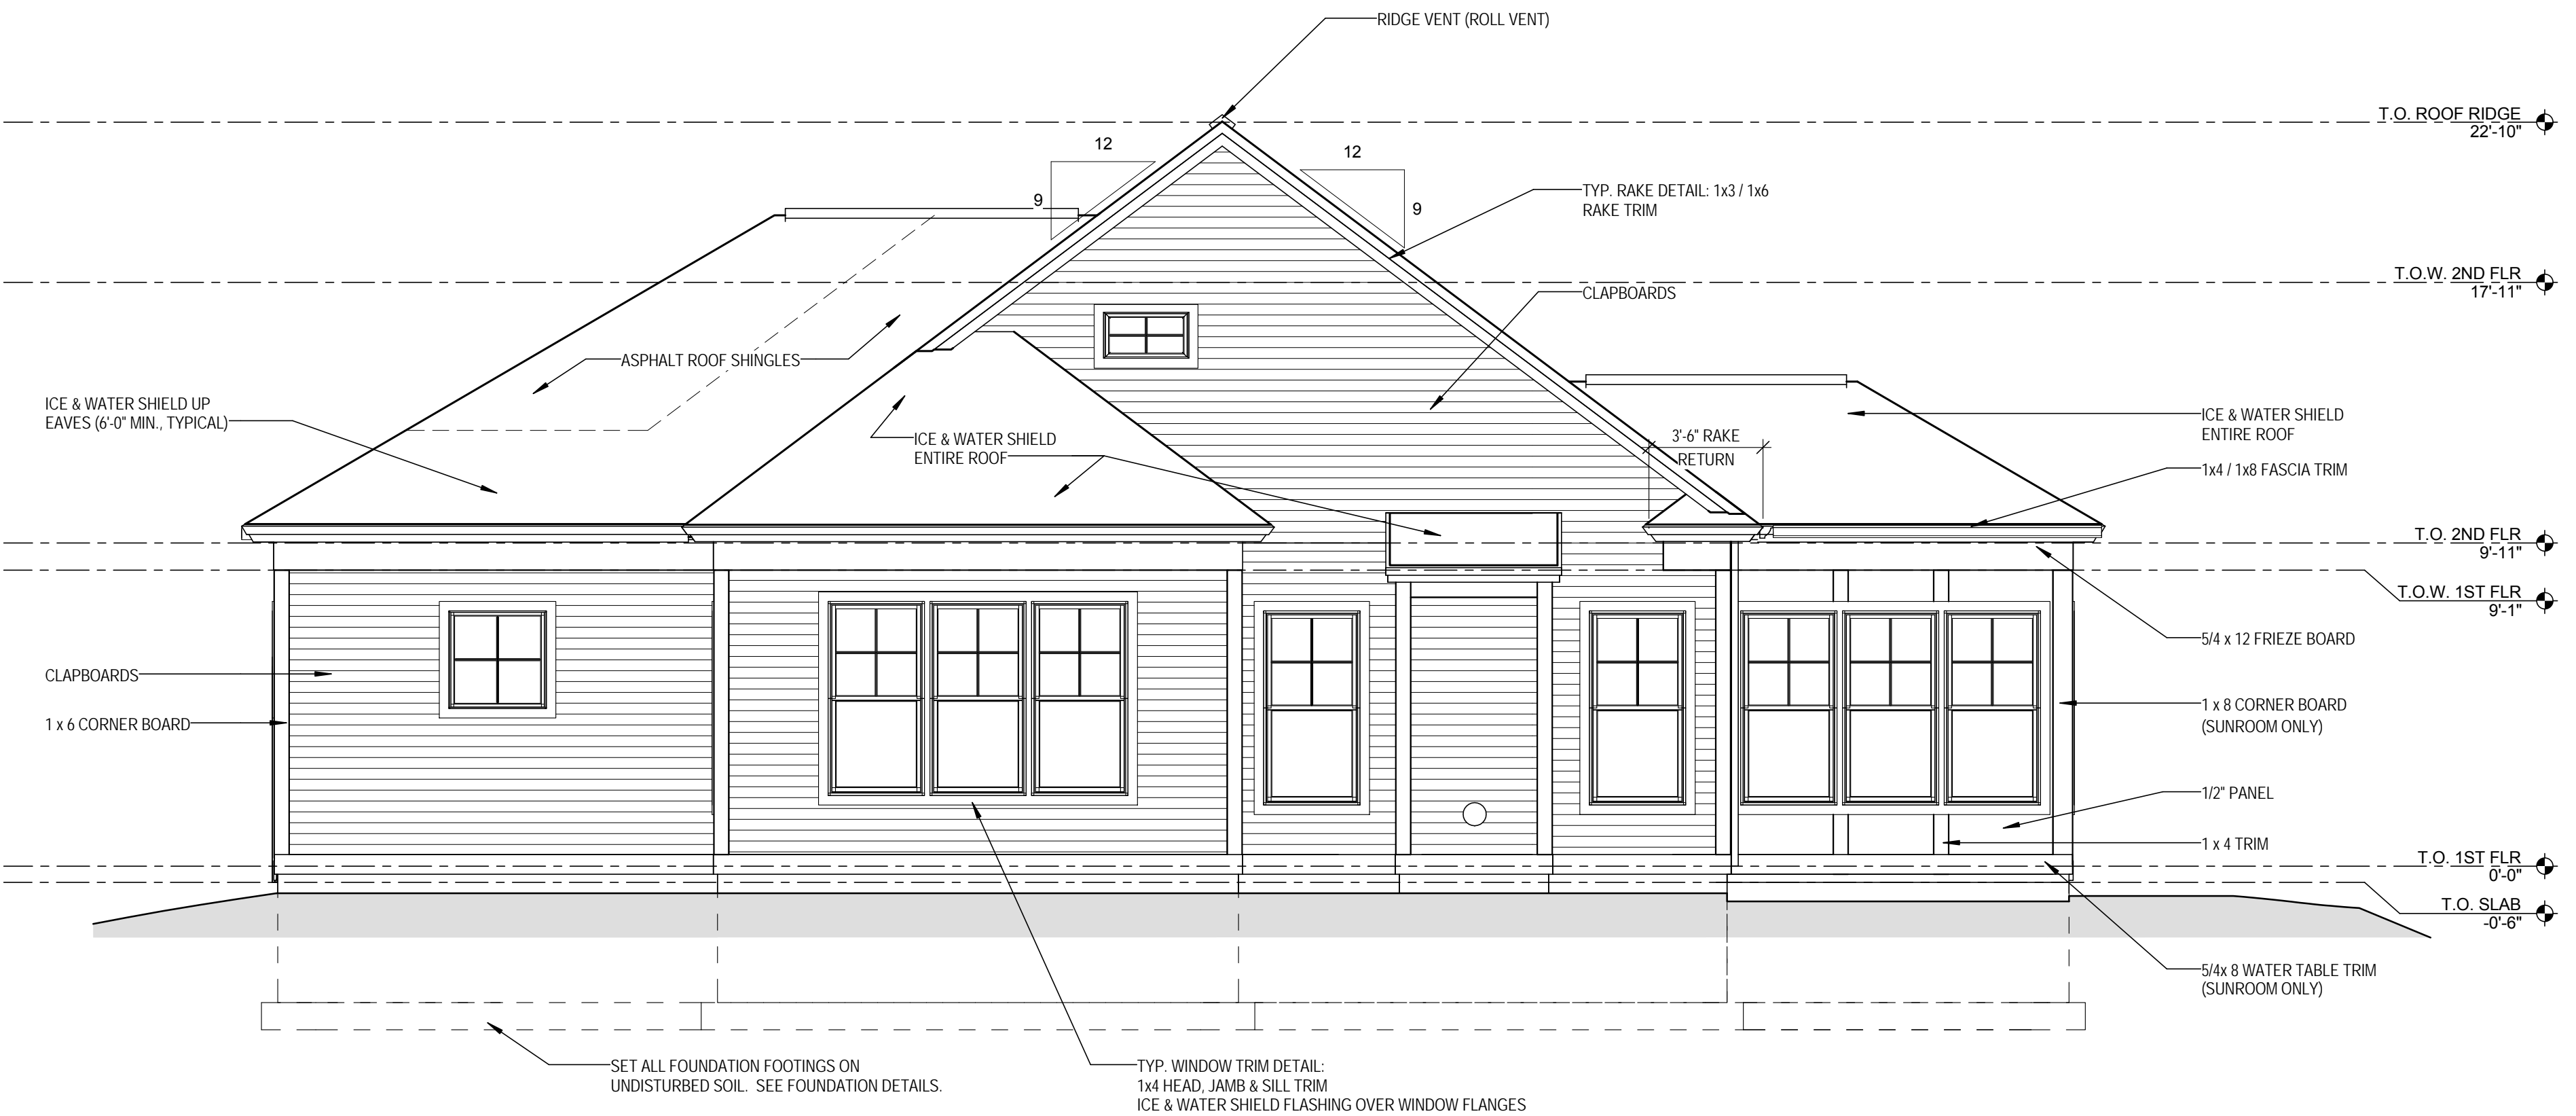 RIDGE VENT (ROLL VENT)
T.O. ROOF RIDGE
22'-10"
12
12
9
9
TYP. RAKE DETAIL: 1x3 / 1x6
RAKE TRIM
T.O.W. 2ND FLR
17'-11"
CLAPBOARDS
ASPHALT ROOF SHINGLES
ICE & WATER SHIELD UP
EAVES (6'-0" MIN., TYPICAL)
ICE & WATER SHIELD
ENTIRE ROOF
3'-6" RAKE
RETURN
ICE & WATER SHIELD
ENTIRE ROOF
1x4 / 1x8 FASCIA TRIM
T.O. 2ND FLR
9'-11"
T.O.W. 1ST FLR
9'-1"
5/4 x 12 FRIEZE BOARD
CLAPBOARDS
1 x 6 CORNER BOARD
1 x 8 CORNER BOARD
(SUNROOM ONLY)
1/2" PANEL
1 x 4 TRIM
T.O. 1ST FLR
0'-0"
T.O. SLAB
-0'-6"
5/4x 8 WATER TABLE TRIM
(SUNROOM ONLY)
SET ALL FOUNDATION FOOTINGS ON
UNDISTURBED SOIL.  SEE FOUNDATION DETAILS.
TYP. WINDOW TRIM DETAIL:
1x4 HEAD, JAMB & SILL TRIM
ICE & WATER SHIELD FLASHING OVER WINDOW FLANGES